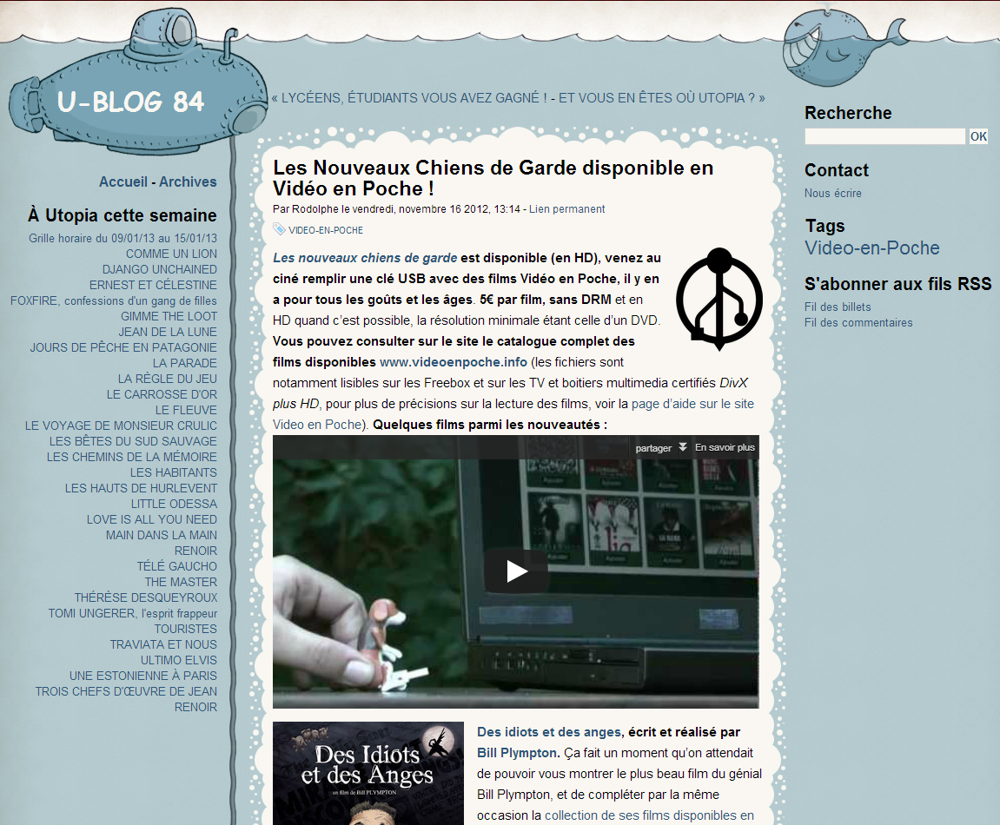 U-BLOG 84
« LYCÉENS, ÉTUDIANTS VOUS AVEZ GAGNÉ ! - ET VOUS EN ÊTES OÙ UTOPIA ? »
Accueil - Archives
À Utopia cette semaine
Grille horaire du 09/01/13 au 15/01/13
COMME UN LION
DJANGO UNCHAINED
ERNEST ET CÉLESTINE
FOXFIRE, confessions d'un gang de filles
GIMME THE LOOT
JEAN DE LA LUNE
JOURS DE PÊCHE EN PATAGONIE
LA PARADE
LA RÈGLE DU JEU
LE CARROSSE D'OR
LE FLEUVE
LE VOYAGE DE MONSIEUR CRULIC
LES BÊTES DU SUD SAUVAGE
LES CHEMINS DE LA MÉMOIRE
LES HABITANTS
LES HAUTS DE HURLEVENT
LITTLE ODESSA
LOVE IS ALL YOU NEED
MAIN DANS LA MAIN
RENOIR
TÉLÉ GAUCHO
THE MASTER
THÉRÈSE DESQUEYROUX
TOMI UNGERER, l'esprit frappeur
TOURISTES
TRAVIATA ET NOUS
ULTIMO ELVIS
UNE ESTONIENNE À PARIS
TROIS CHEFS D'ŒUVRE DE JEAN
RENOIR
Les Nouveaux Chiens de Garde disponible en
Vidéo en Poche !
Par Rodolphe le vendredi, novembre 16 2012, 13:14 - Lien permanent
VIDEO-EN-POCHE
Les nouveaux chiens de garde est disponible (en HD), venez au
ciné remplir une clé USB avec des films Vidéo en Poche, il y en
a pour tous les goûts et les âges. 5€ par film, sans DRM et en
HD quand c’est possible, la résolution minimale étant celle d’un DVD.
Vous pouvez consulter sur le site le catalogue complet des
films disponibles www.videoenpoche.info (les fichiers sont
notamment lisibles sur les Freebox et sur les TV et boitiers multimedia certifiés DivX
plus HD, pour plus de précisions sur la lecture des films, voir la page d’aide sur le site
Video en Poche). Quelques films parmi les nouveautés :
partager En savoir plus
Des Idiots
et des Anges
un film de Bill PLYMPTON
Des idiots et des anges, écrit et réalisé par
Bill Plympton. Ça fait un moment qu’on attendait
de pouvoir vous montrer le plus beau film du génial
Bill Plympton, et de compléter par la même
occasion la collection de ses films disponibles en
Recherche
OK
Contact
Nous écrire
Tags
Video-en-Poche
S'abonner aux fils RSS
Fil des billets
Fil des commentaires